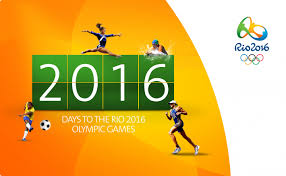 2016
DAYS TO THE RIO 2016
OLYMPIC GAMES
Rio2016